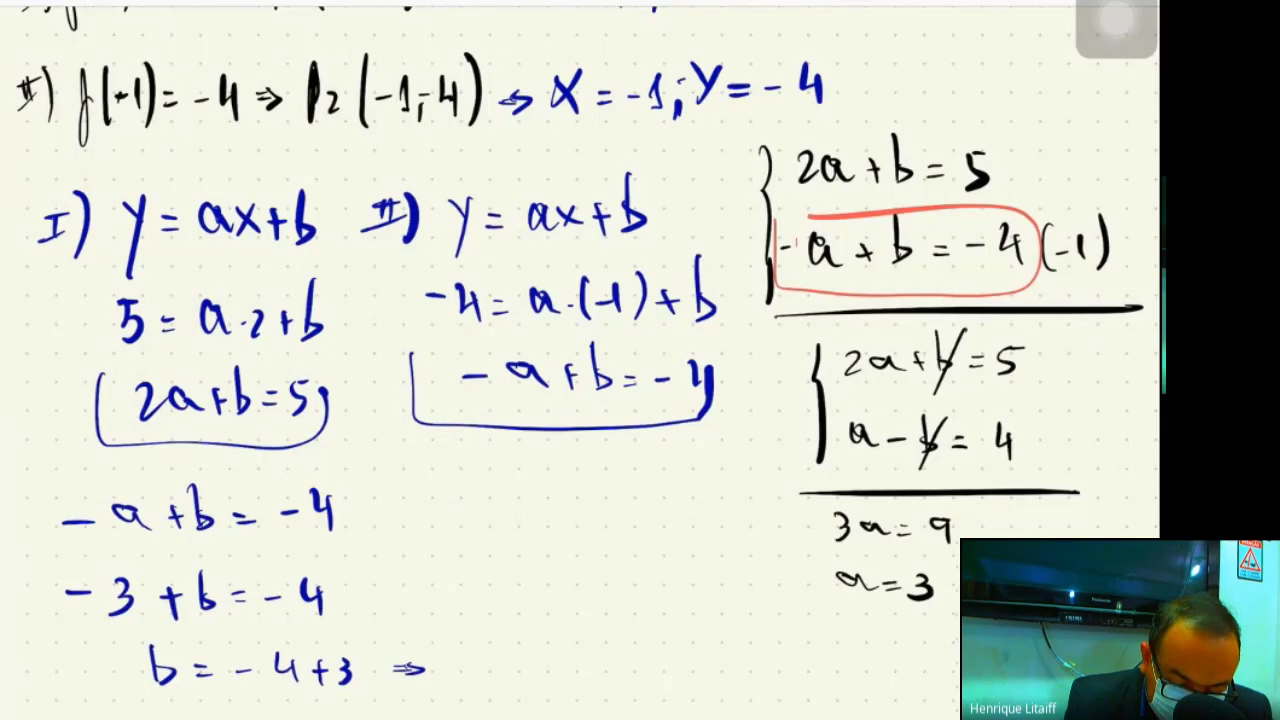 II) f(-1) = -4 ⇒ P2 (-1,-4) ⇒ X = -1; Y = -4
I) y = ax + b
5 = a.2 + b
2a + b = 5
II) y = ax + b
-4 = a.(-1) + b
-a + b = -4
2a + b = 5
-a + b = -4 (-1)
2a + b = 5
a - b = 4
3a = 9
a = 3
-a + b = -4
-3 + b = -4
b = -4 + 3 ⇒
Henrique Litaiff